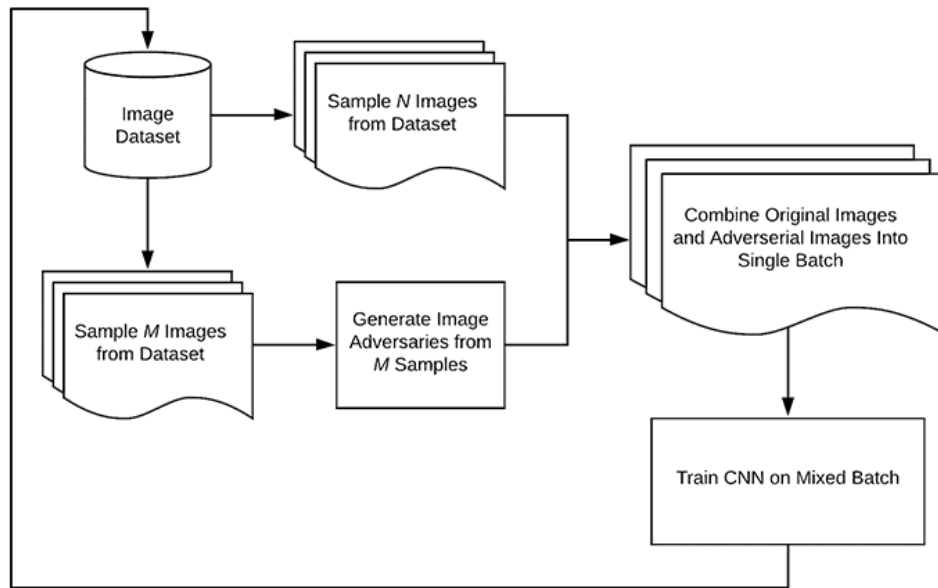 Image
Dataset
Sample N Images
from Dataset
Sample M Images
from Dataset
Generate Image
Adversaries from
M Samples
Combine Original Images
and Adverserial Images Into
Single Batch
Train CNN on Mixed Batch